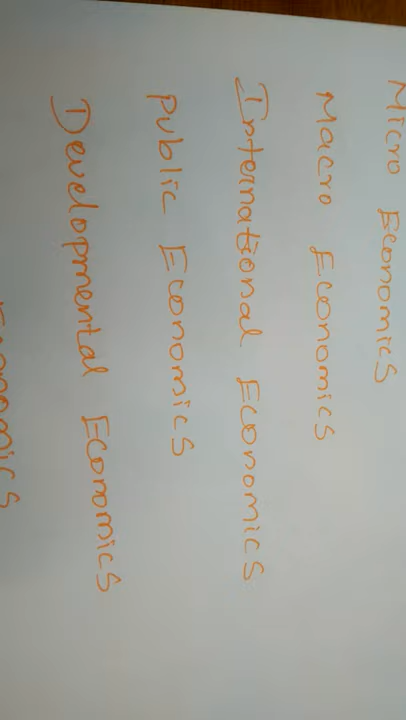 Micro Economics
Macro Economics
International Economics
Public Economics
Developmental Economics